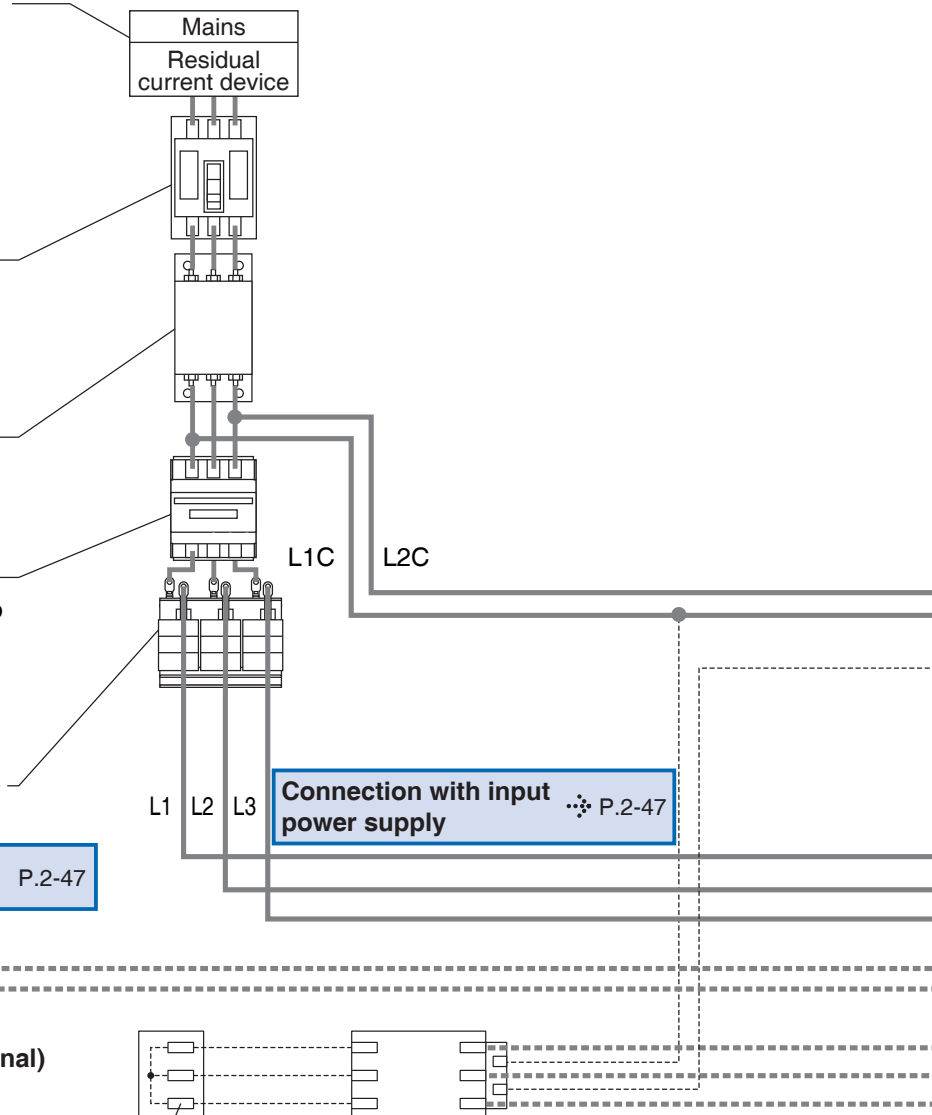 Mains
Residual
current device
L1C
L2C
L1
L2
L3
Connection with input
power supply
P.2-47
P.2-47
nal)